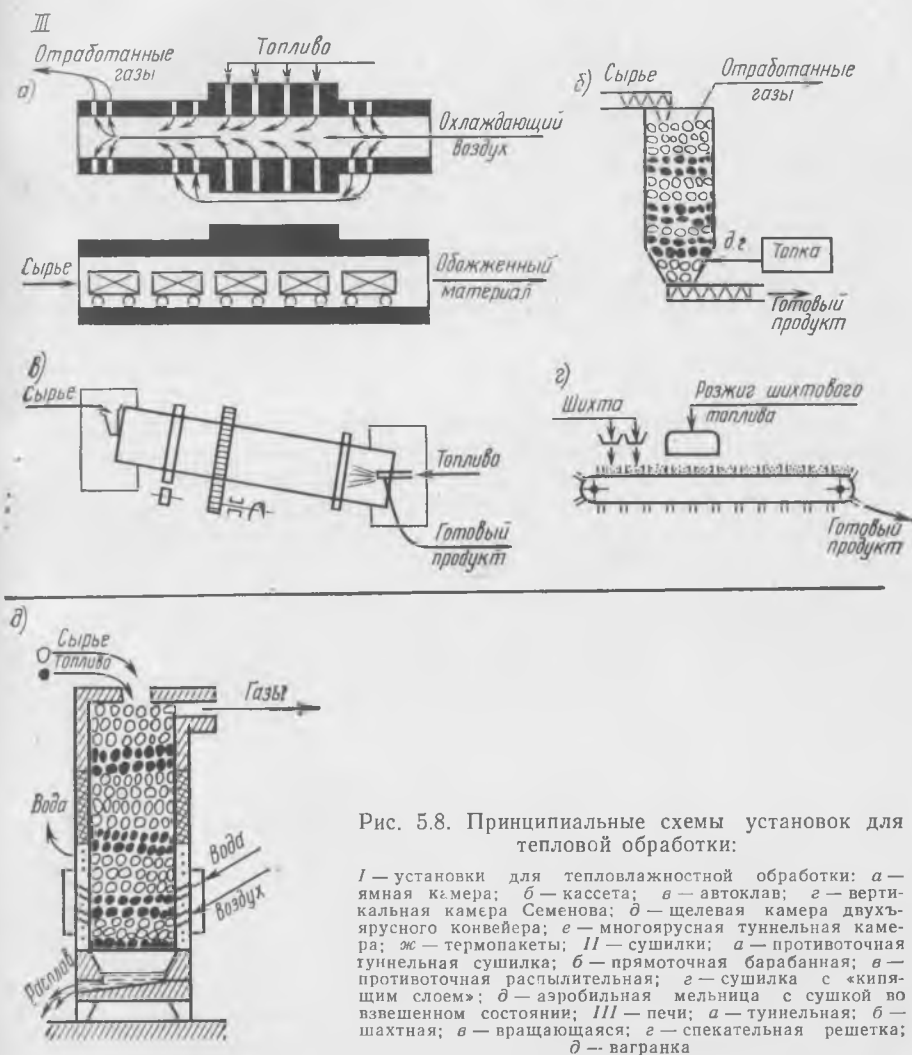 III
Отработанные
газы
Топливо
а)
Охлаждающий
воздух
Сырье
Обожженный
материал
б)
Сырье
Отработанные
газы
д.г.
Топка
Готовый
продукт
в)
Сырье
Топливо
Готовый
продукт
г)
Шихта
Розжиг шихтового
топлива
Готовый
продукт
д)
Сырье
Топливо
Газы
Вода
Вода
Воздух
Расплав
Рис. 5.8. Принципиальные схемы установок для
тепловой обработки:
I — установки для тепловлажностной обработки: а —
ямная камера; б — кассета; в — автоклав; г — верти-
кальная камера Семенова; д — щелевая камера двухъ-
ярусного конвейера; е — многоярусная туннельная каме-
ра; ж — термопакеты; II — сушилки; а — противоточная
туннельная сушилка; б — прямоточная барабанная; в —
противоточная распылительная; г — сушилка с «кипя-
щим слоем»; д — аэробильная мельница с сушкой во
взвешенном состоянии; III — печи; а — туннельная; б —
шахтная; в — вращающаяся; г — спекательная решетка;
д — вагранка